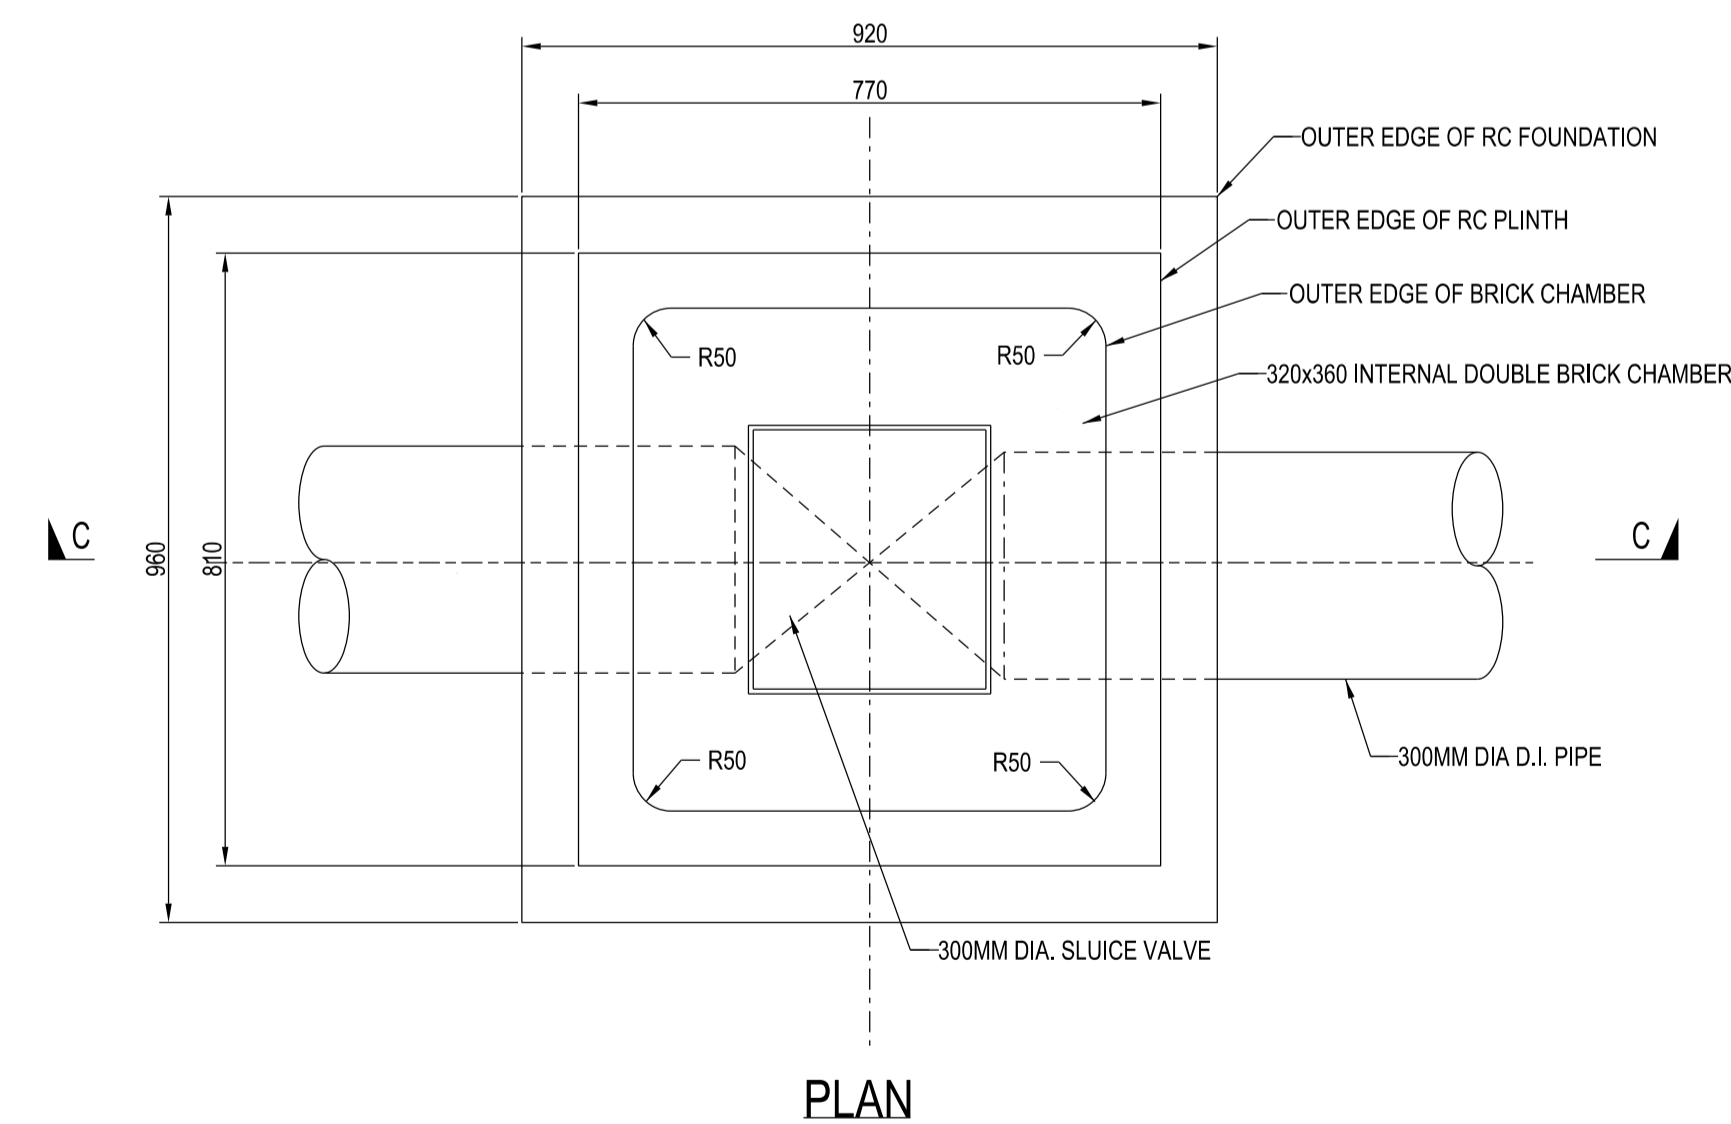 920
770
OUTER EDGE OF RC FOUNDATION
OUTER EDGE OF RC PLINTH
OUTER EDGE OF BRICK CHAMBER
R50
R50
320x360 INTERNAL DOUBLE BRICK CHAMBER
C
960
810
C
R50
R50
300MM DIA D.I. PIPE
300MM DIA. SLUICE VALVE
PLAN